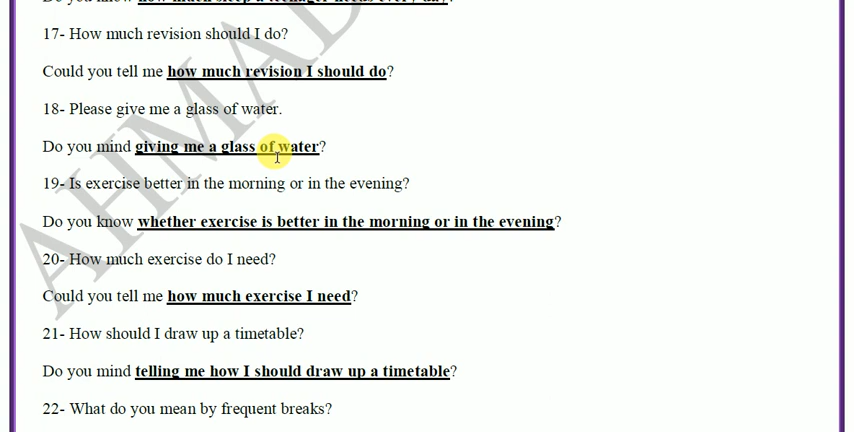 17- How much revision should I do?
Could you tell me how much revision I should do?
18- Please give me a glass of water.
Do you mind giving me a glass of water?
19- Is exercise better in the morning or in the evening?
Do you know whether exercise is better in the morning or in the evening?
20- How much exercise do I need?
Could you tell me how much exercise I need?
21- How should I draw up a timetable?
Do you mind telling me how I should draw up a timetable?
22- What do you mean by frequent breaks?
AHMAD